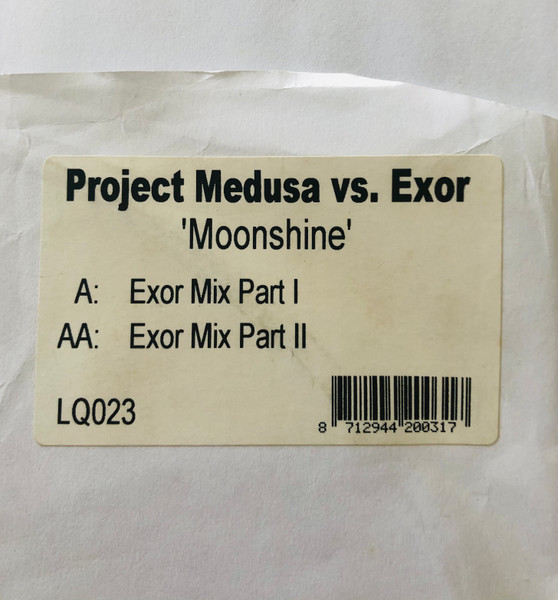 Project Medusa vs. Exor
'Moonshine'
A: Exor Mix Part I
AA: Exor Mix Part II
LQ023
8 712944 200317